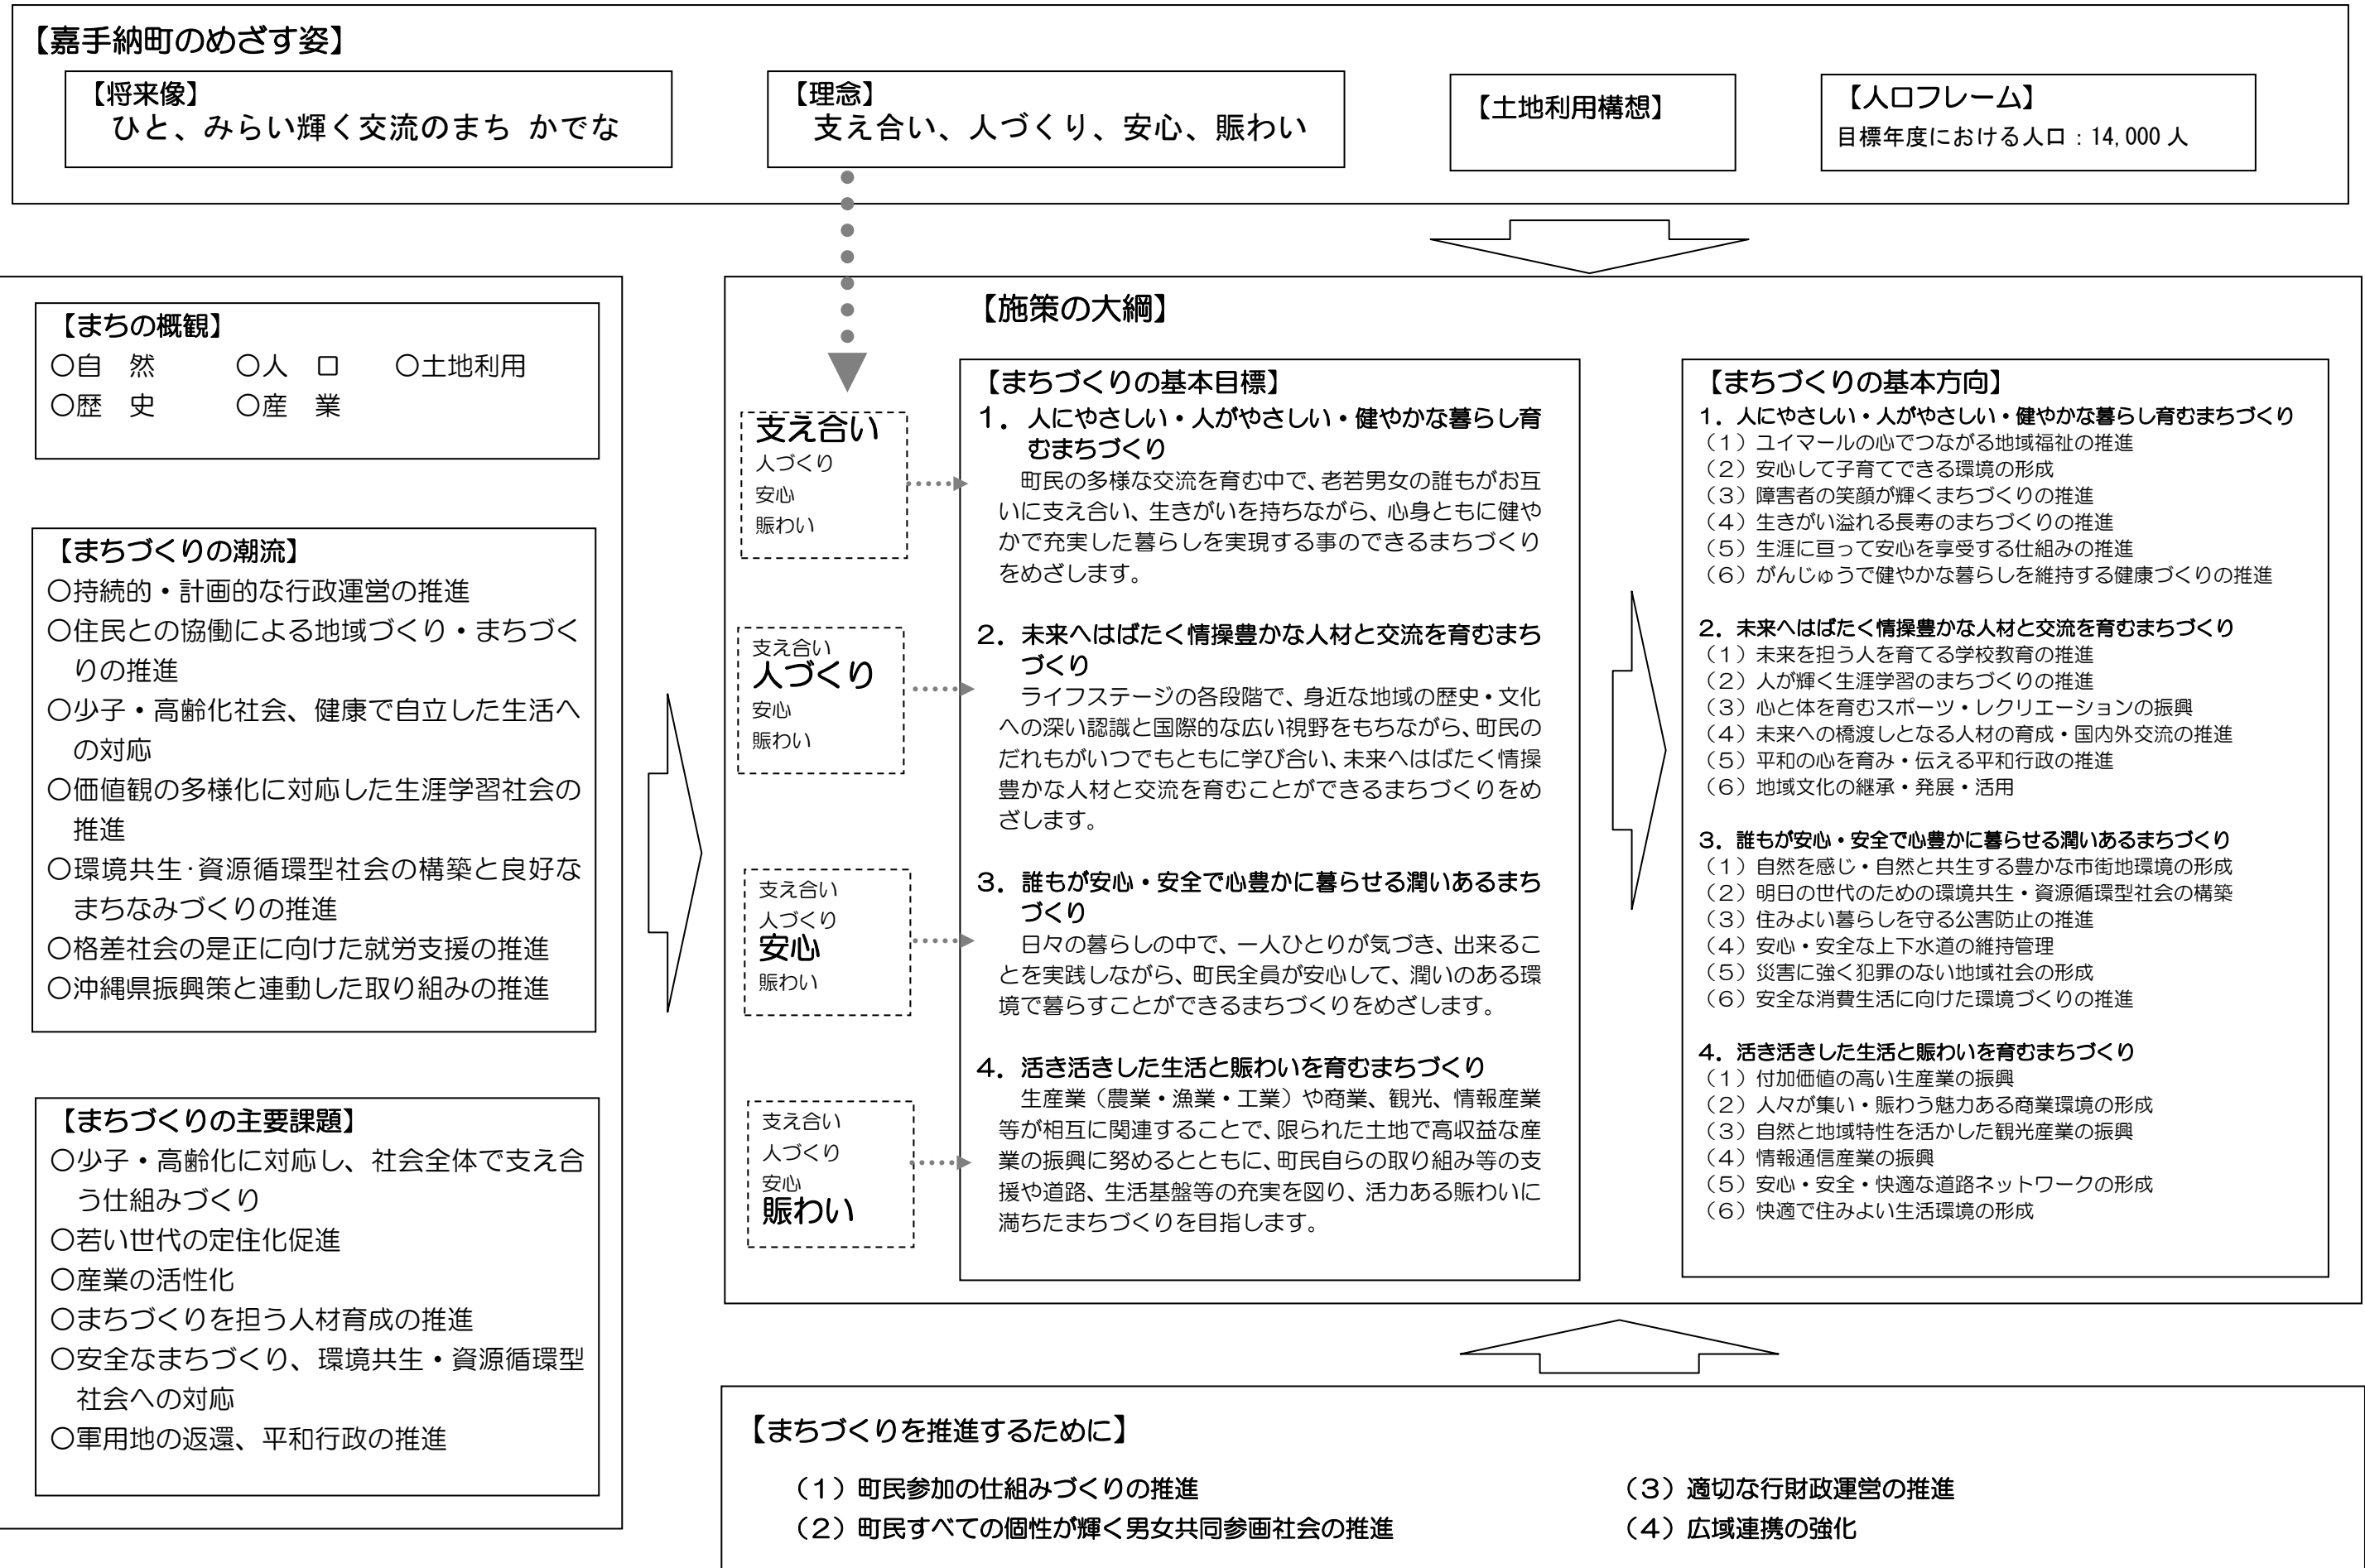 【嘉手納町のめざす姿】
【将来像】
ひと、みらい輝く交流のまち かでな
【理念】
支え合い、人づくり、安心、賑わい
【土地利用構想】
【人口フレーム】
目標年度における人口：14,000人
【まちの概観】
○自　然　○人　口　○土地利用
○歴　史　○産　業
【まちづくりの潮流】
○持続的・計画的な行政運営の推進
○住民との協働による地域づくり・まちづく
りの推進
○少子・高齢化社会、健康で自立した生活へ
の対応
○価値観の多様化に対応した生涯学習社会の
推進
○環境共生・資源循環型社会の構築と良好な
まちなみづくりの推進
○格差社会の是正に向けた就労支援の推進
○沖縄県振興策と連動した取り組みの推進
【まちづくりの主要課題】
○少子・高齢化に対応し、社会全体で支え合
う仕組みづくり
○若い世代の定住化促進
○産業の活性化
○まちづくりを担う人材育成の推進
○安全なまちづくり、環境共生・資源循環型
社会への対応
○軍用地の返還、平和行政の推進
【施策の大綱】
支え合い
人づくり
安心
賑わい
支え合い
人づくり
安心
賑わい
支え合い
人づくり
安心
賑わい
支え合い
人づくり
安心
賑わい
【まちづくりの基本目標】
１．人にやさしい・人がやさしい・健やかな暮らし育
むまちづくり
町民の多様な交流を育む中で、老若男女の誰もがお互
いに支え合い、生きがいを持ちながら、心身ともに健や
かで充実した暮らしを実現する事のできるまちづくり
をめざします。
２．未来へはばたく情操豊かな人材と交流を育むまち
づくり
ライフステージの各段階で、身近な地域の歴史・文化
への深い認識と国際的な広い視野をもちながら、町民の
だれもがいつでもともに学び合い、未来へはばたく情操
豊かな人材と交流を育むことができるまちづくりをめ
ざします。
３．誰もが安心・安全で心豊かに暮らせる潤いあるまち
づくり
日々の暮らしの中で、一人ひとりが気づき、出来るこ
とを実践しながら、町民全員が安心して、潤いのある環
境で暮らすことができるまちづくりをめざします。
４．活き活きした生活と賑わいを育むまちづくり
生産業（農業・漁業・工業）や商業、観光、情報産業
等が相互に関連することで、限られた土地で高収益な産
業の振興に努めるとともに、町民自らの取り組み等の支
援や道路、生活基盤等の充実を図り、活力ある賑わいに
満ちたまちづくりを目指します。
【まちづくりの基本方向】
１．人にやさしい・人がやさしい・健やかな暮らし育むまちづくり
（１）ユイマールの心でつながる地域福祉の推進
（２）安心して子育てできる環境の形成
（３）障害者の笑顔が輝くまちづくりの推進
（４）生きがい溢れる長寿のまちづくりの推進
（５）生涯に亘って安心を享受する仕組みの推進
（６）がんじゅうで健やかな暮らしを維持する健康づくりの推進
２．未来へはばたく情操豊かな人材と交流を育むまちづくり
（１）未来を担う人を育てる学校教育の推進
（２）人が輝く生涯学習のまちづくりの推進
（３）心と体を育むスポーツ・レクリエーションの振興
（４）未来への橋渡しとなる人材の育成・国内外交流の推進
（５）平和の心を育み・伝える平和行政の推進
（６）地域文化の継承・発展・活用
３．誰もが安心・安全で心豊かに暮らせる潤いあるまちづくり
（１）自然を感じ・自然と共生する豊かな市街地環境の形成
（２）明日の世代のための環境共生・資源循環型社会の構築
（３）住みよい暮らしを守る公害防止の推進
（４）安心・安全な上下水道の維持管理
（５）災害に強く犯罪のない地域社会の形成
（６）安全な消費生活に向けた環境づくりの推進
４．活き活きした生活と賑わいを育むまちづくり
（１）付加価値の高い生産業の振興
（２）人々が集い・賑わう魅力ある商業環境の形成
（３）自然と地域特性を活かした観光産業の振興
（４）情報通信産業の振興
（５）安心・安全・快適な道路ネットワークの形成
（６）快適で住みよい生活環境の形成
【まちづくりを推進するために】
（１）町民参加の仕組みづくりの推進
（２）町民すべての個性が輝く男女共同参画社会の推進
（３）適切な行財政運営の推進
（４）広域連携の強化